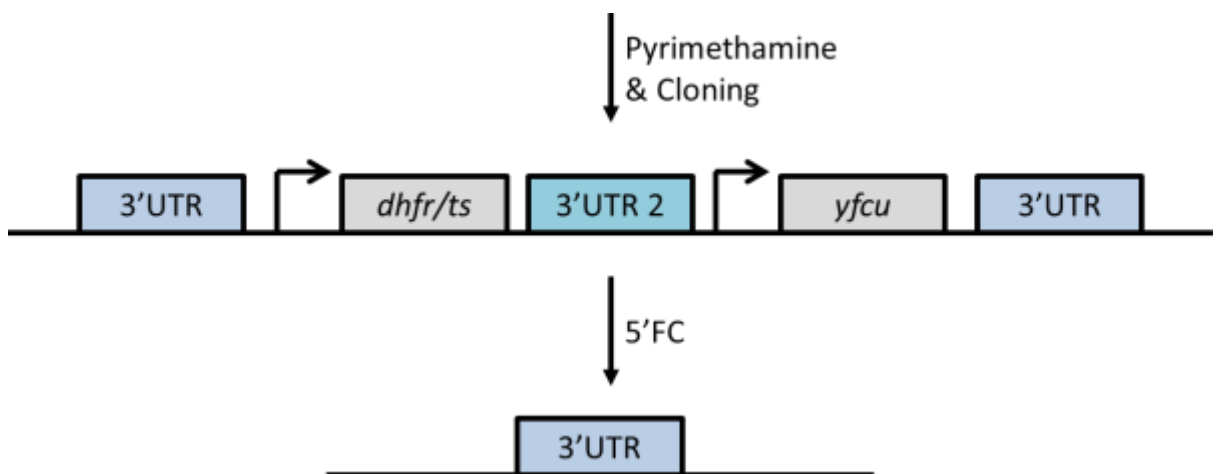 Pyrimethamine
& Cloning
3'UTR dhfr/ts 3'UTR 2 yfcu 3'UTR
5'FC
3'UTR